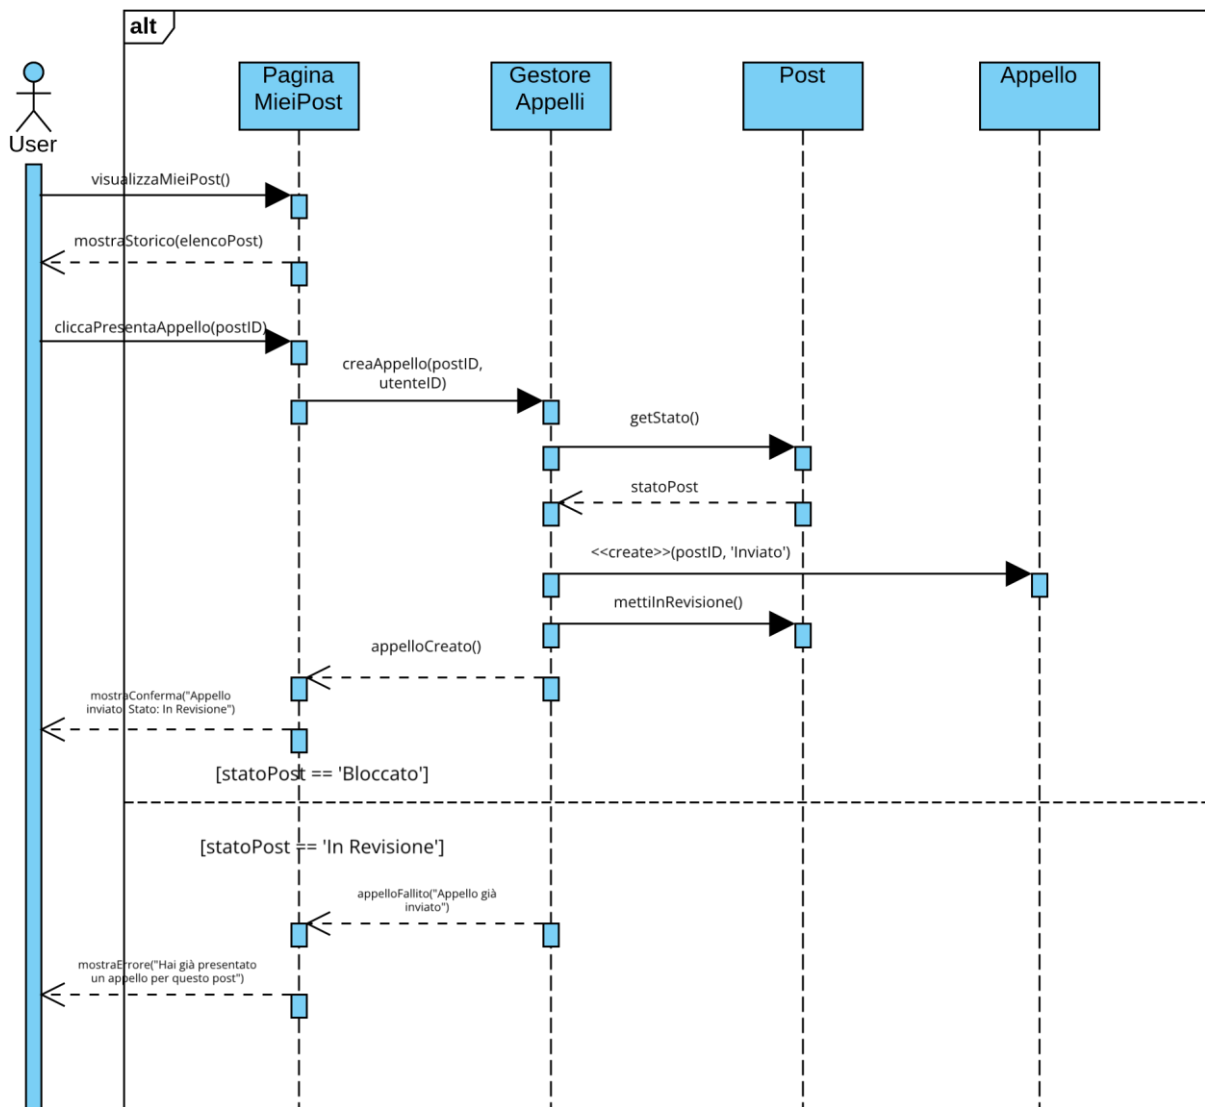 alt
Pagina
MieiPost
Gestore
Appelli
Post
Appello
User
visualizzaMieiPost()
mostraStorico(elencoPost)
cliccaPresentaAppello(postID)
creaAppello(postID,
utenteID)
getStato()
statoPost
<<create>>(postID, 'Inviato')
mettiInRevisione()
appelloCreato()
mostraConferma("Appello
inviato. Stato: In Revisione")
[statoPost == 'Bloccato']
[statoPost == 'In Revisione']
appelloFallito("Appello già
inviato")
mostraErrore("Hai già presentato
un appello per questo post")